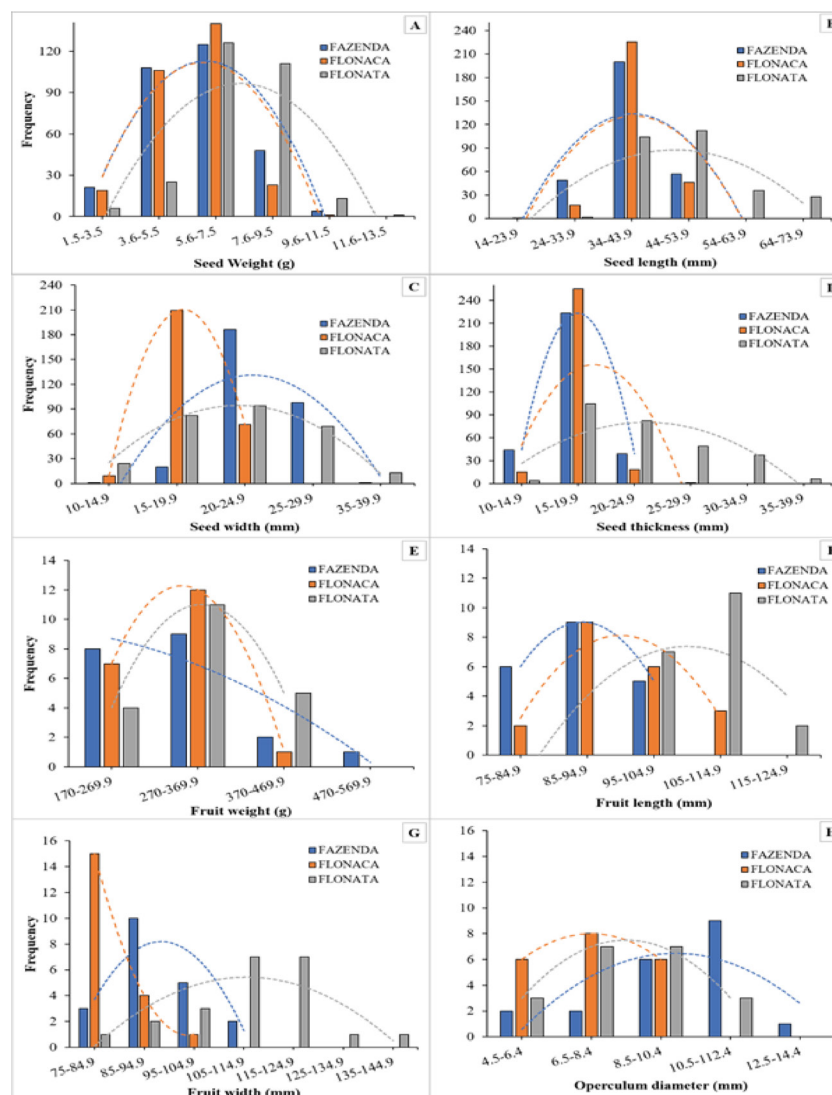 A
FAZENDA
FLONACA
FLONATA
Frequency
120
90
60
30
0
1.5-3.5
3.6-5.5
5.6-7.5
7.6-9.5
9.6-11.5
11.6-13.5
Seed Weight (g)
FAZENDA
FLONACA
FLONATA
240
210
180
150
120
90
60
30
0
14-23.9
24-33.9
34-43.9
44-53.9
54-63.9
64-73.9
Seed length (mm)
C
FAZENDA
FLONACA
FLONATA
Frequency
240
210
180
150
120
90
60
30
0
10-14.9
15-19.9
20-24.9
25-29.9
35-39.9
Seed width (mm)
FAZENDA
FLONACA
FLONATA
240
210
180
150
120
90
60
30
0
10-14.9
15-19.9
20-24.9
25-29.9
30-34.9
35-39.9
Seed thickness (mm)
E
FAZENDA
FLONACA
FLONATA
Frequency
14
12
10
8
6
4
2
0
170-269.9
270-369.9
370-469.9
470-569.9
Fruit weight (g)
FAZENDA
FLONACA
FLONATA
14
12
10
8
6
4
2
0
75-84.9
85-94.9
95-104.9
105-114.9
115-124.9
Fruit length (mm)
G
FAZENDA
FLONACA
FLONATA
Frequency
16
14
12
10
8
6
4
2
0
75-84.9
85-94.9
95-104.9
105-114.9
115-124.9
125-134.9
135-144.9
Fruit width (mm)
FAZENDA
FLONACA
FLONATA
16
14
12
10
8
6
4
2
0
4.5-6.4
6.5-8.4
8.5-10.4
10.5-112.4
12.5-14.4
Operculum diameter (mm)